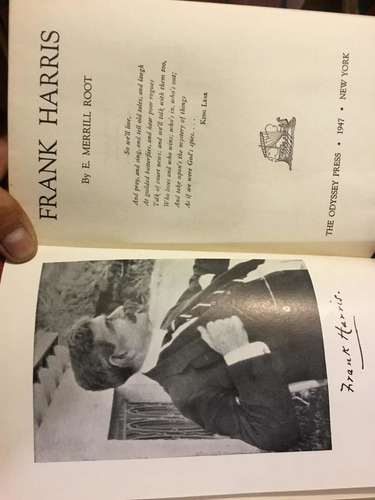 FRANK HARRIS
By E. MERRILL ROOT
So we'll live,
And pray, and sing, and tell old tales, and laugh
At gilded butterflies, and hear poor rogues
Talk of court news; and we'll talk with them too,
Who loses and who wins; who's in, who's out;
And take upon's the mystery of things
As if we were God's spies. . .
KING LEAR
THE ODYSSEY PRESS • 1947 • NEW YORK
Frank Harris.